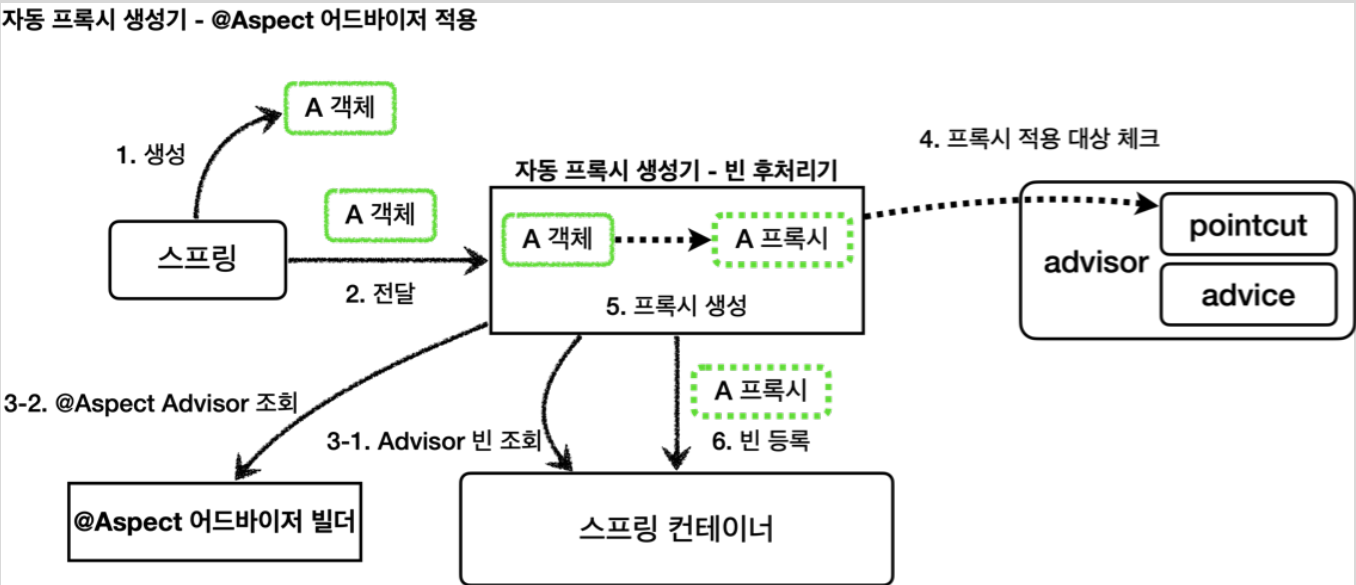 자동 프록시 생성기 - @Aspect 어드바이저 적용
A 객체
1. 생성
4. 프록시 적용 대상 체크
자동 프록시 생성기 - 빈 후처리기
A 객체
스프링
2. 전달
A 객체
A 프록시
5. 프록시 생성
advisor
pointcut
advice
3-2. @Aspect Advisor 조회
3-1. Advisor 빈 조회
A 프록시
6. 빈 등록
@Aspect 어드바이저 빌더
스프링 컨테이너